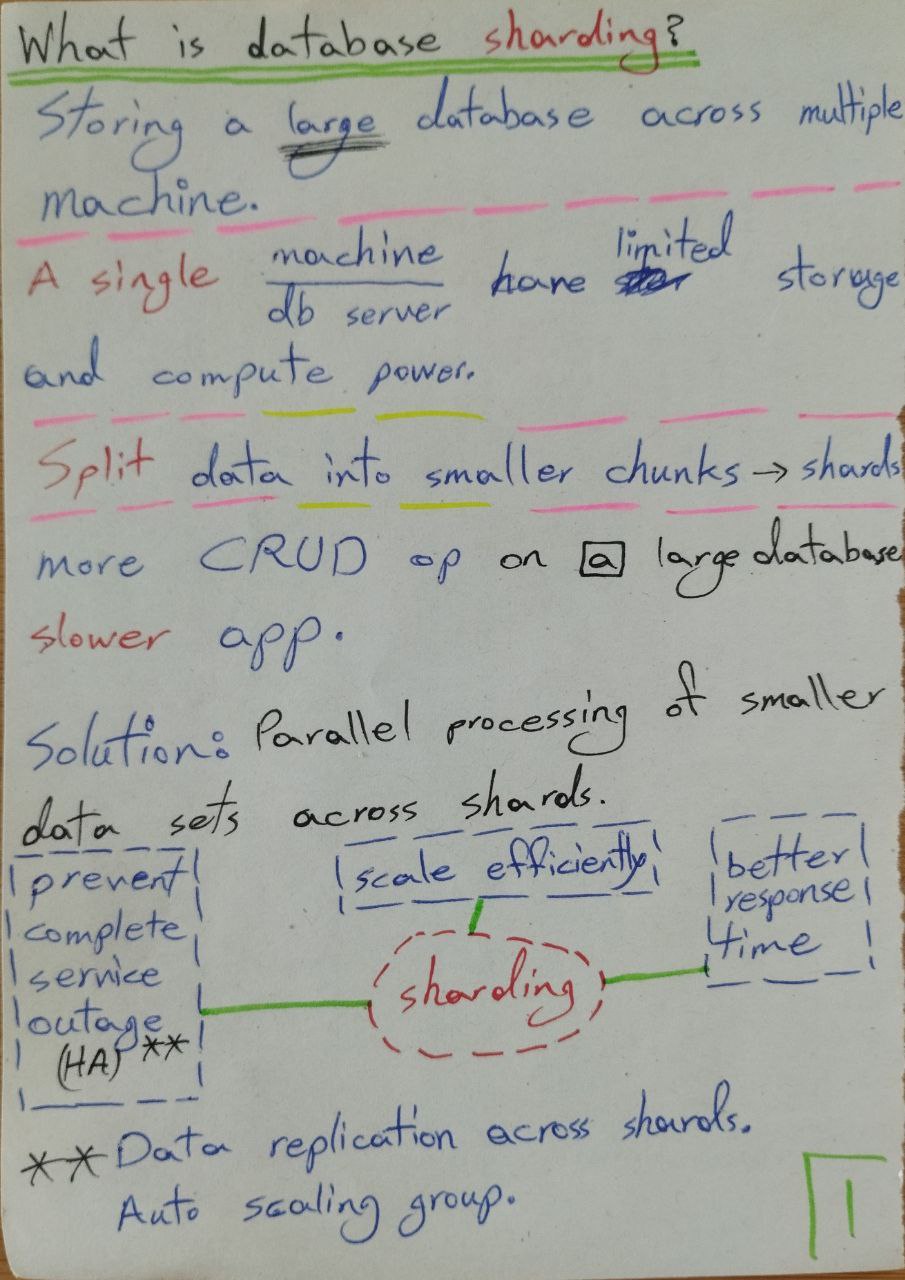 What is database sharding?
Storing a large database across multiple
machine.
A single machine have limited storage
db server
and compute power.
Split data into smaller chunks → shards
more CRUD op on a large database
slower app.
Solution: Parallel processing of smaller
data sets across shards.
prevent
complete
service
outage
(HA) **
scale efficiently
better
response
time
sharding
** Data replication across shards.
Auto scaling group.
1